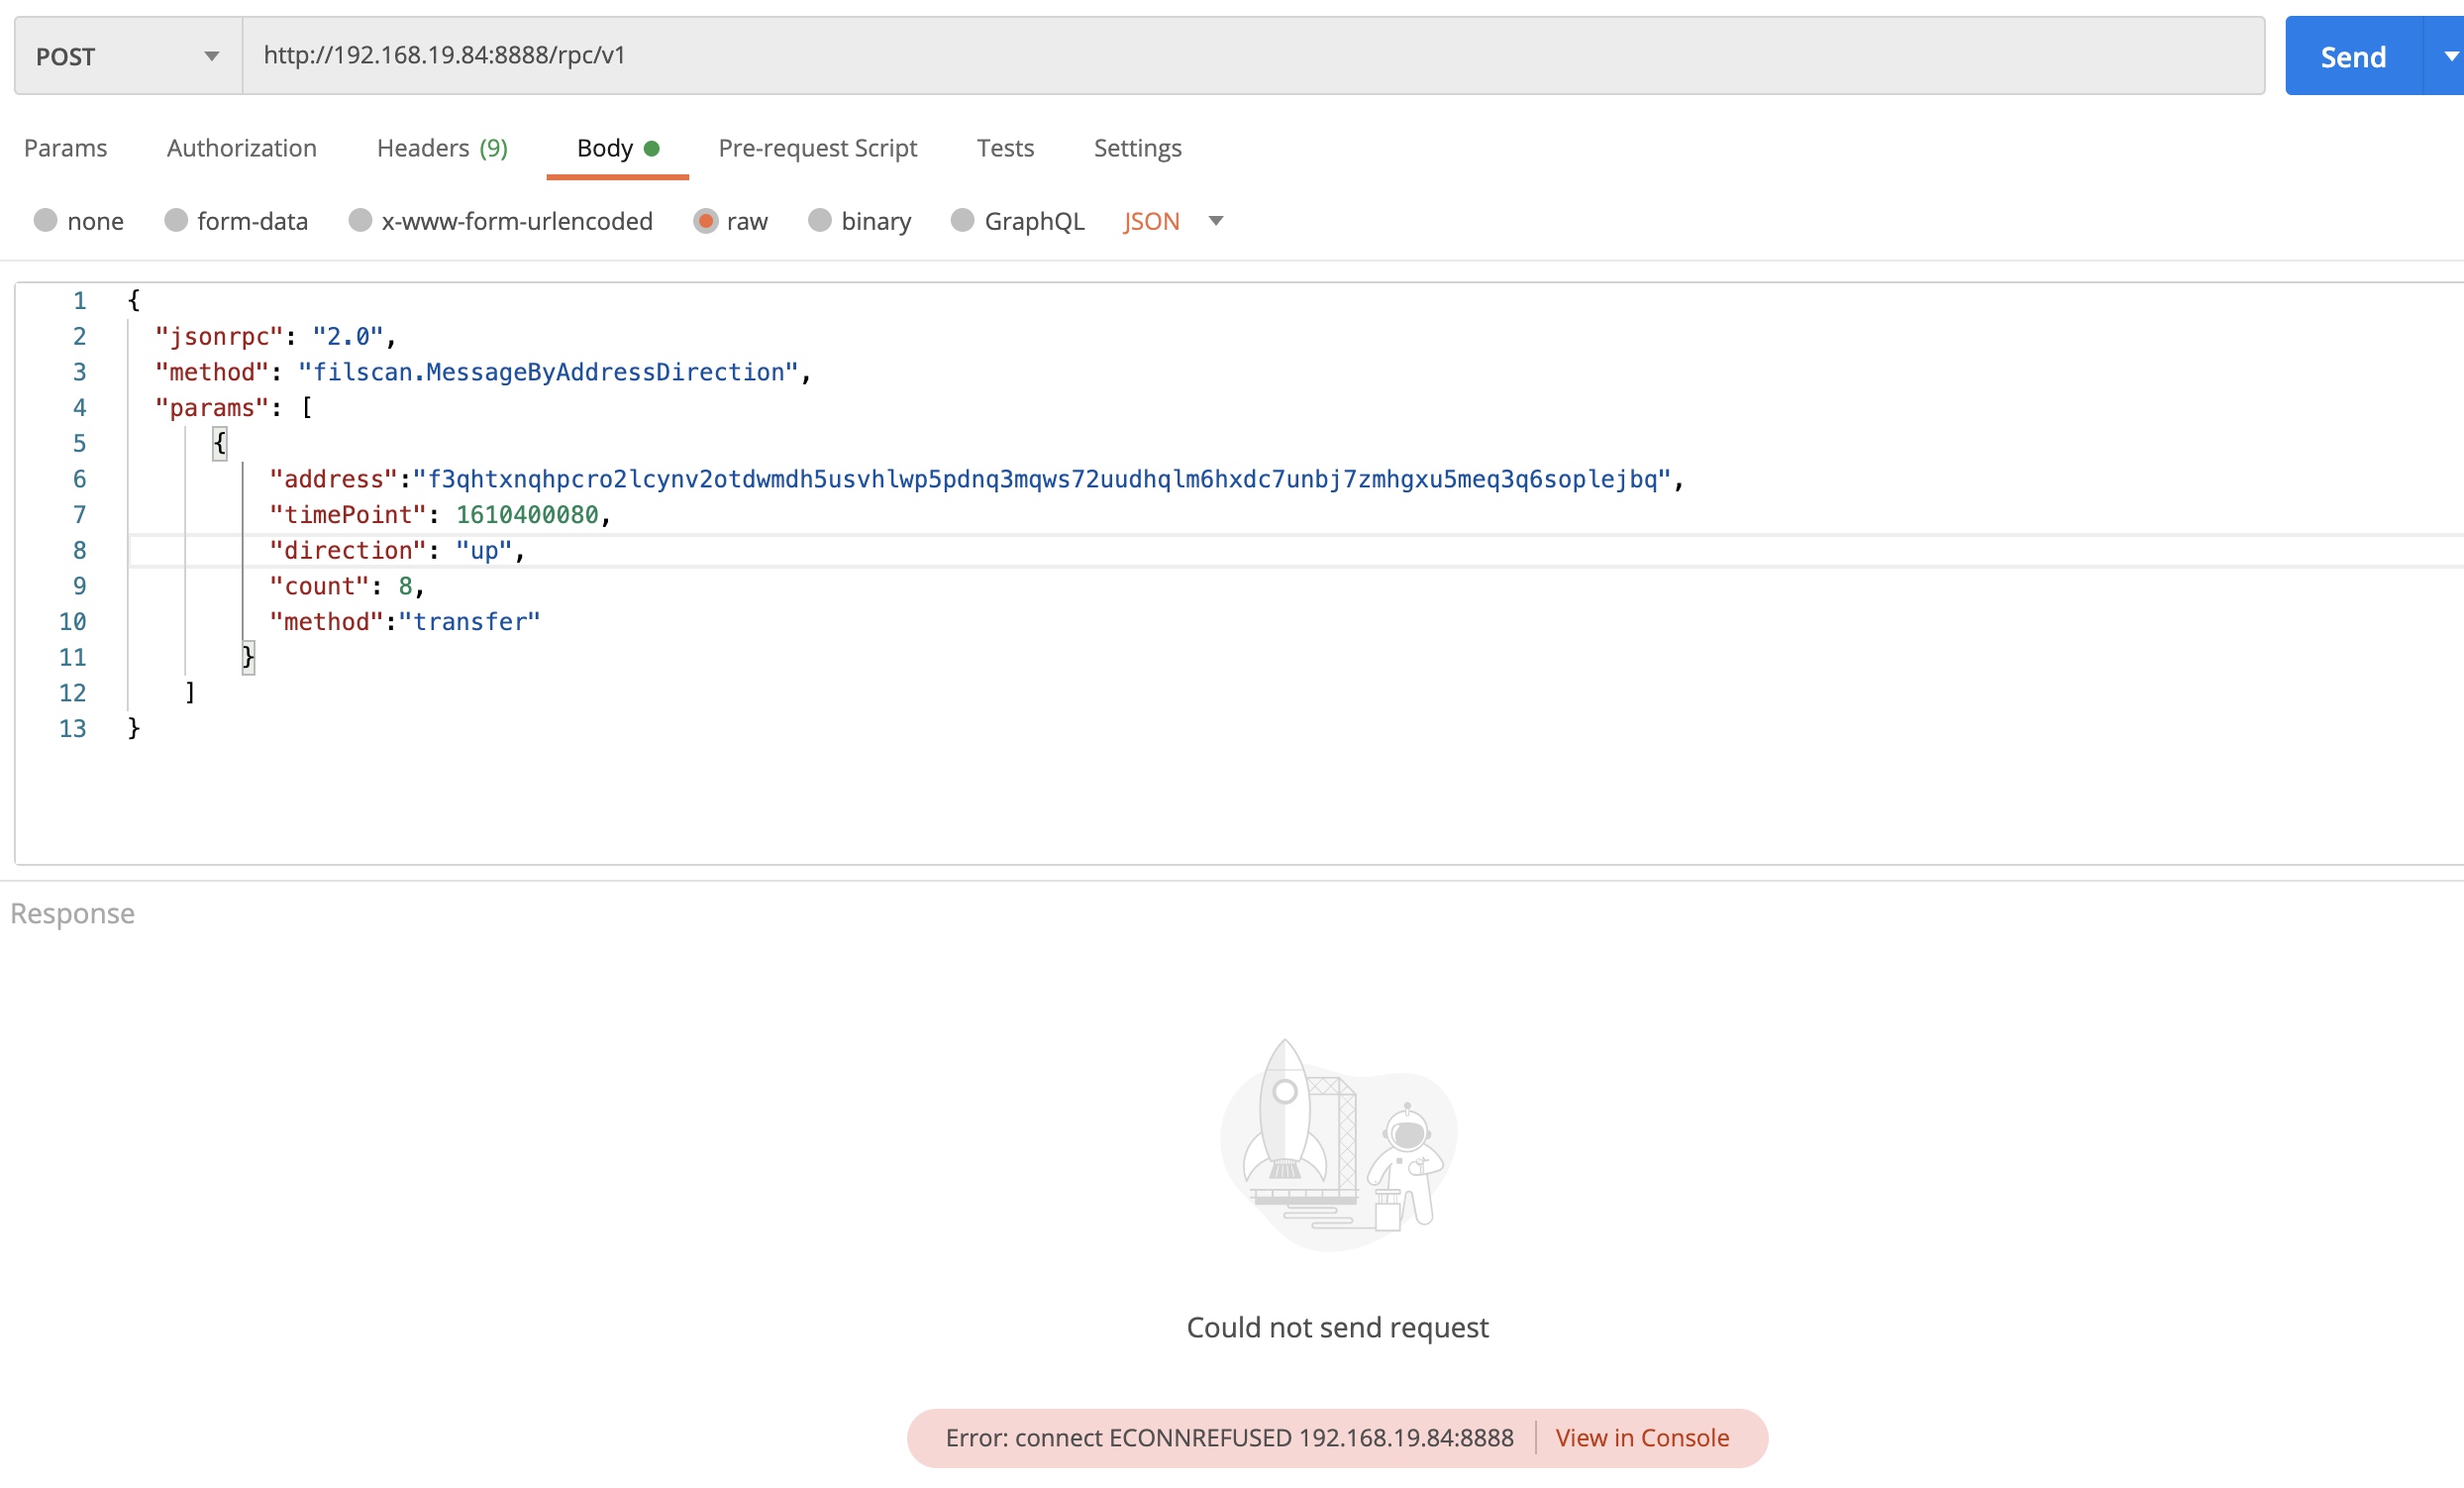 POST http://192.168.19.84:8888/rpc/v1 Send
Params Authorization Headers (9) Body Pre-request Script Tests Settings
none form-data x-www-form-urlencoded raw binary GraphQL JSON
1 {
2 "jsonrpc": "2.0",
3 "method": "filscan.MessageByAddressDirection",
4 "params": [
5 {
6 "address":"f3qhtxnqhpcro2lcynv2otdwmdh5usvhlwp5pdnq3mqws72uudhqlm6hxdc7unbj7zmhgxu5meq3q6soplejbq",
7 "timePoint": 1610400080,
8 "direction": "up",
9 "count": 8,
10 "method":"transfer"
11 }
12 ]
13 }
Response
Could not send request
Error: connect ECONNREFUSED 192.168.19.84:8888 View in Console